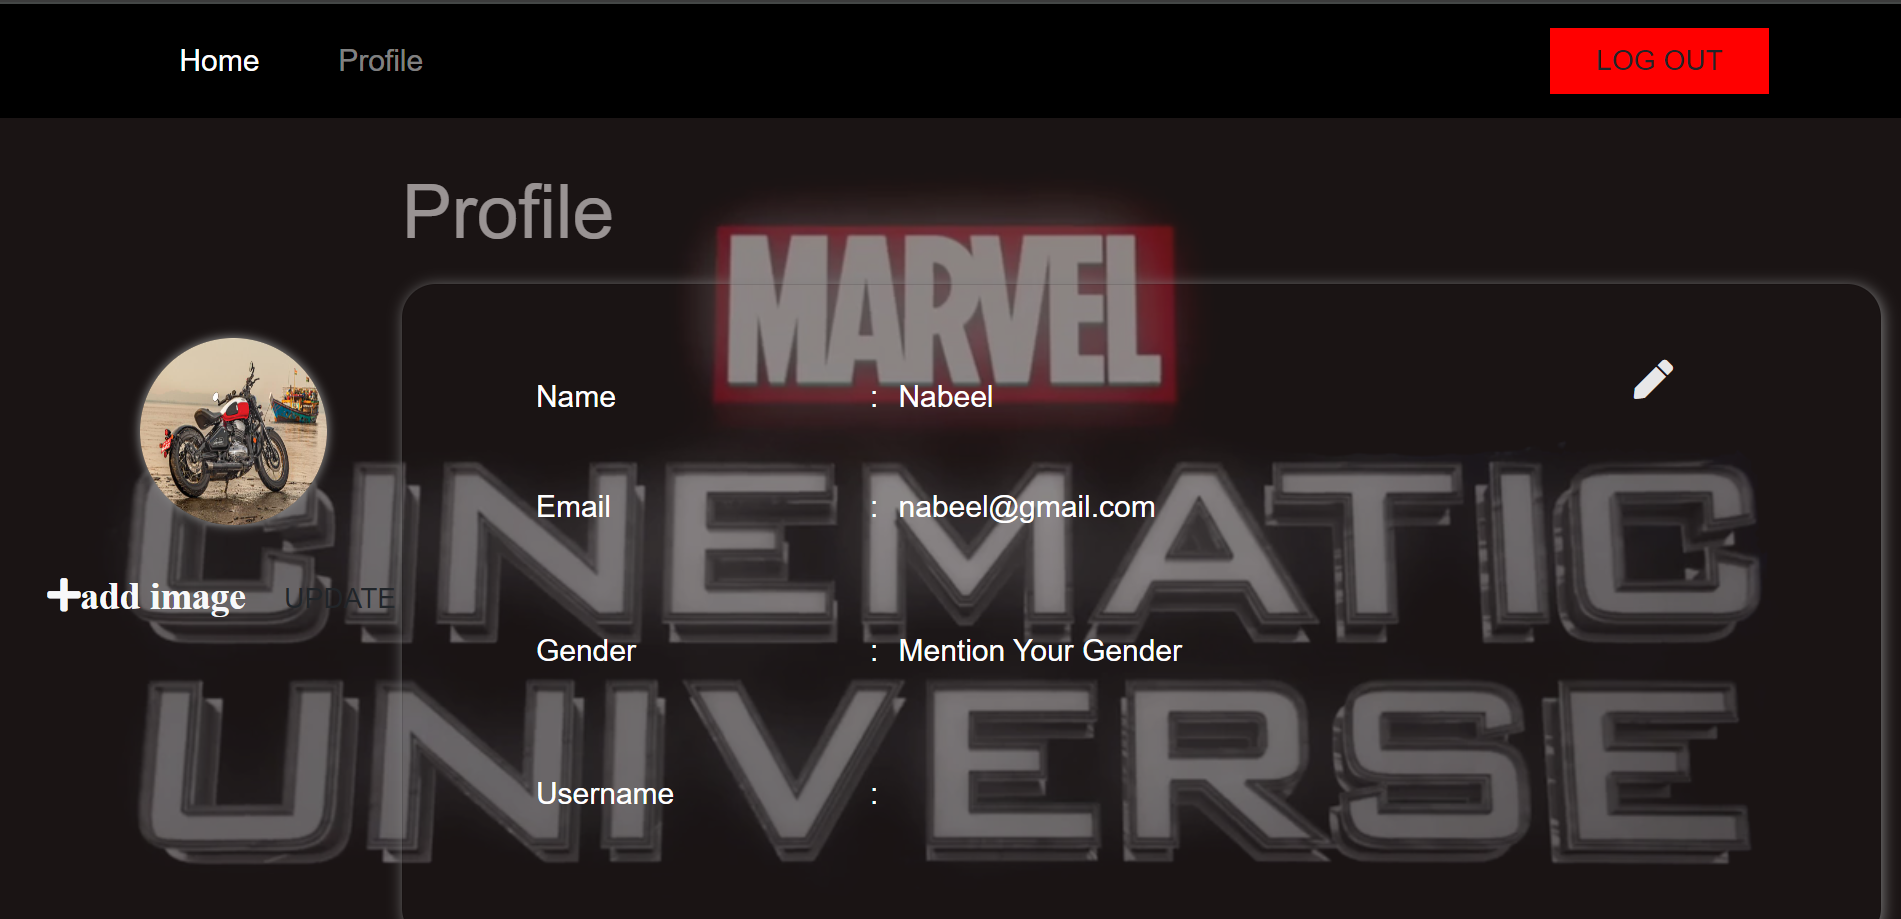 Home Profile LOG OUT
Profile
MARVEL
Name : Nabeel
Email : nabeel@gmail.com
CINEMATIC
add image UPDATE
Gender : Mention Your Gender
UNIVERSE
Username :